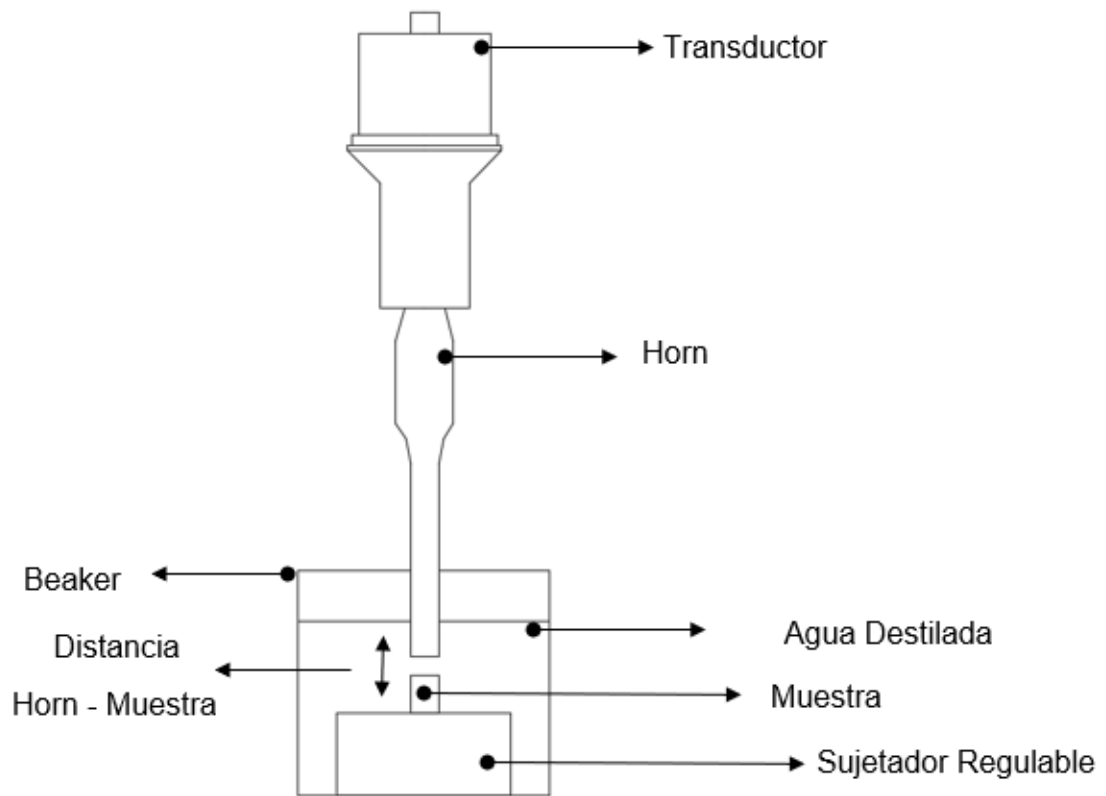 Transductor
Horn
Beaker
Agua Destilada
Distancia
Horn - Muestra
Muestra
Sujetador Regulable